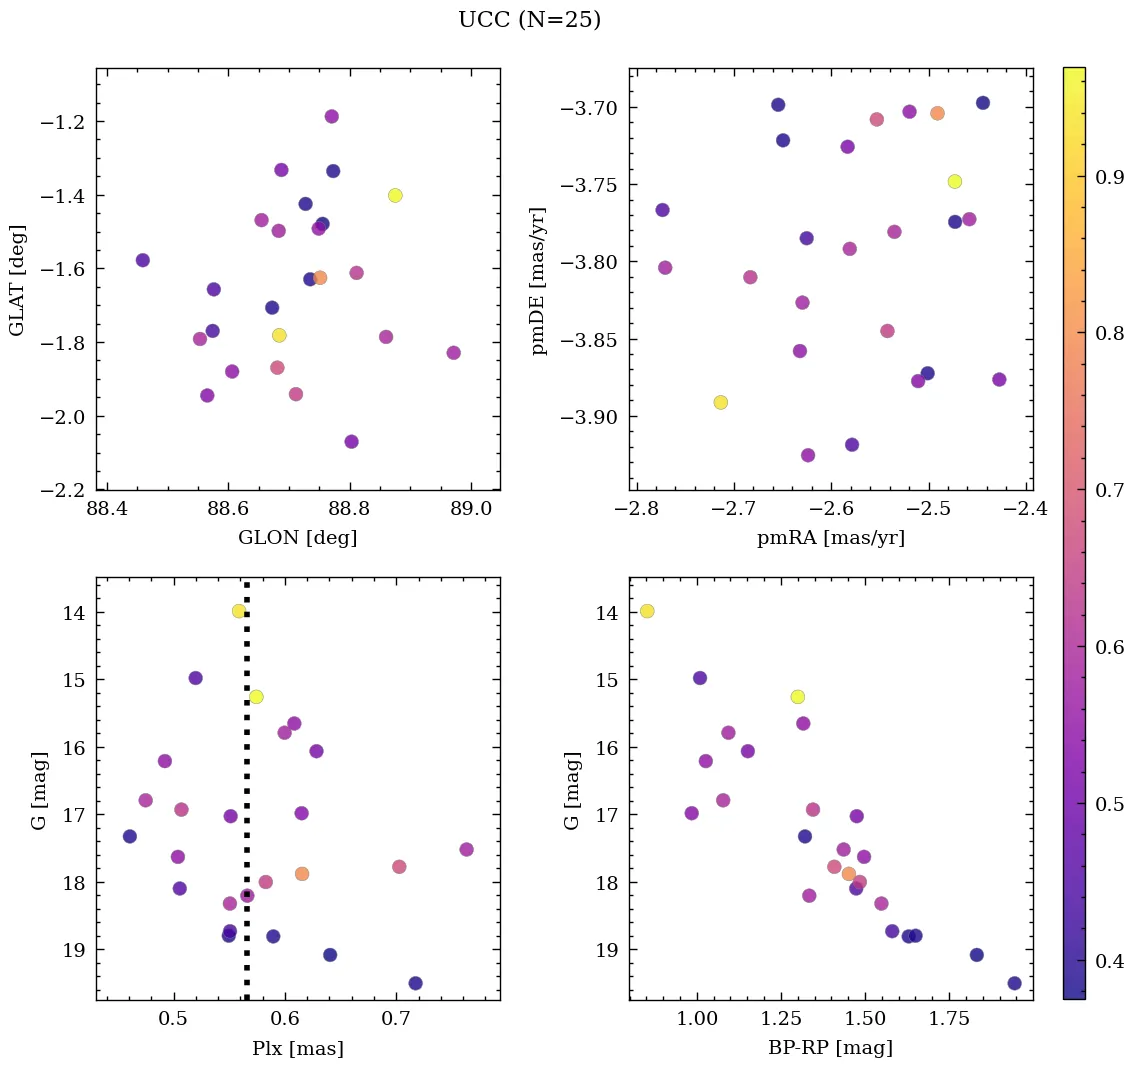 UCC (N=25)
−1.2
−1.4
−1.6
−1.8
−2.0
−2.2
GLAT [deg]
88.4 88.6 88.8 89.0
GLON [deg]
−3.70
−3.75
−3.80
−3.85
−3.90
pmDE [mas/yr]
−2.8 −2.7 −2.6 −2.5 −2.4
pmRA [mas/yr]
14
15
16
17
18
19
G [mag]
0.5 0.6 0.7
Plx [mas]
14
15
16
17
18
19
G [mag]
1.00 1.25 1.50 1.75
BP-RP [mag]
0.9
0.8
0.7
0.6
0.5
0.4